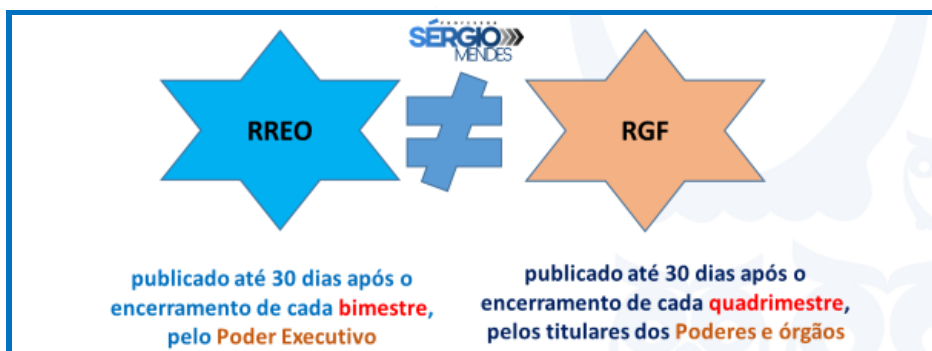 PROFESSOR
SÉRGIO
MENDES
RREO
≠
RGF
publicado até 30 dias após o
encerramento de cada bimestre,
pelo Poder Executivo
publicado até 30 dias após o
encerramento de cada quadrimestre,
pelos titulares dos Poderes e órgãos